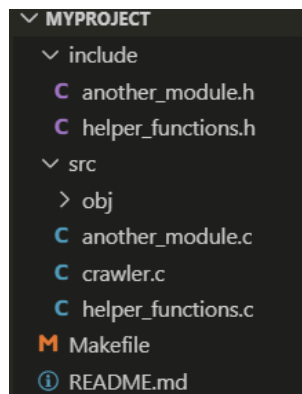 MYPROJECT
include
C another_module.h
C helper_functions.h
src
obj
C another_module.c
C crawler.c
C helper_functions.c
M Makefile
README.md